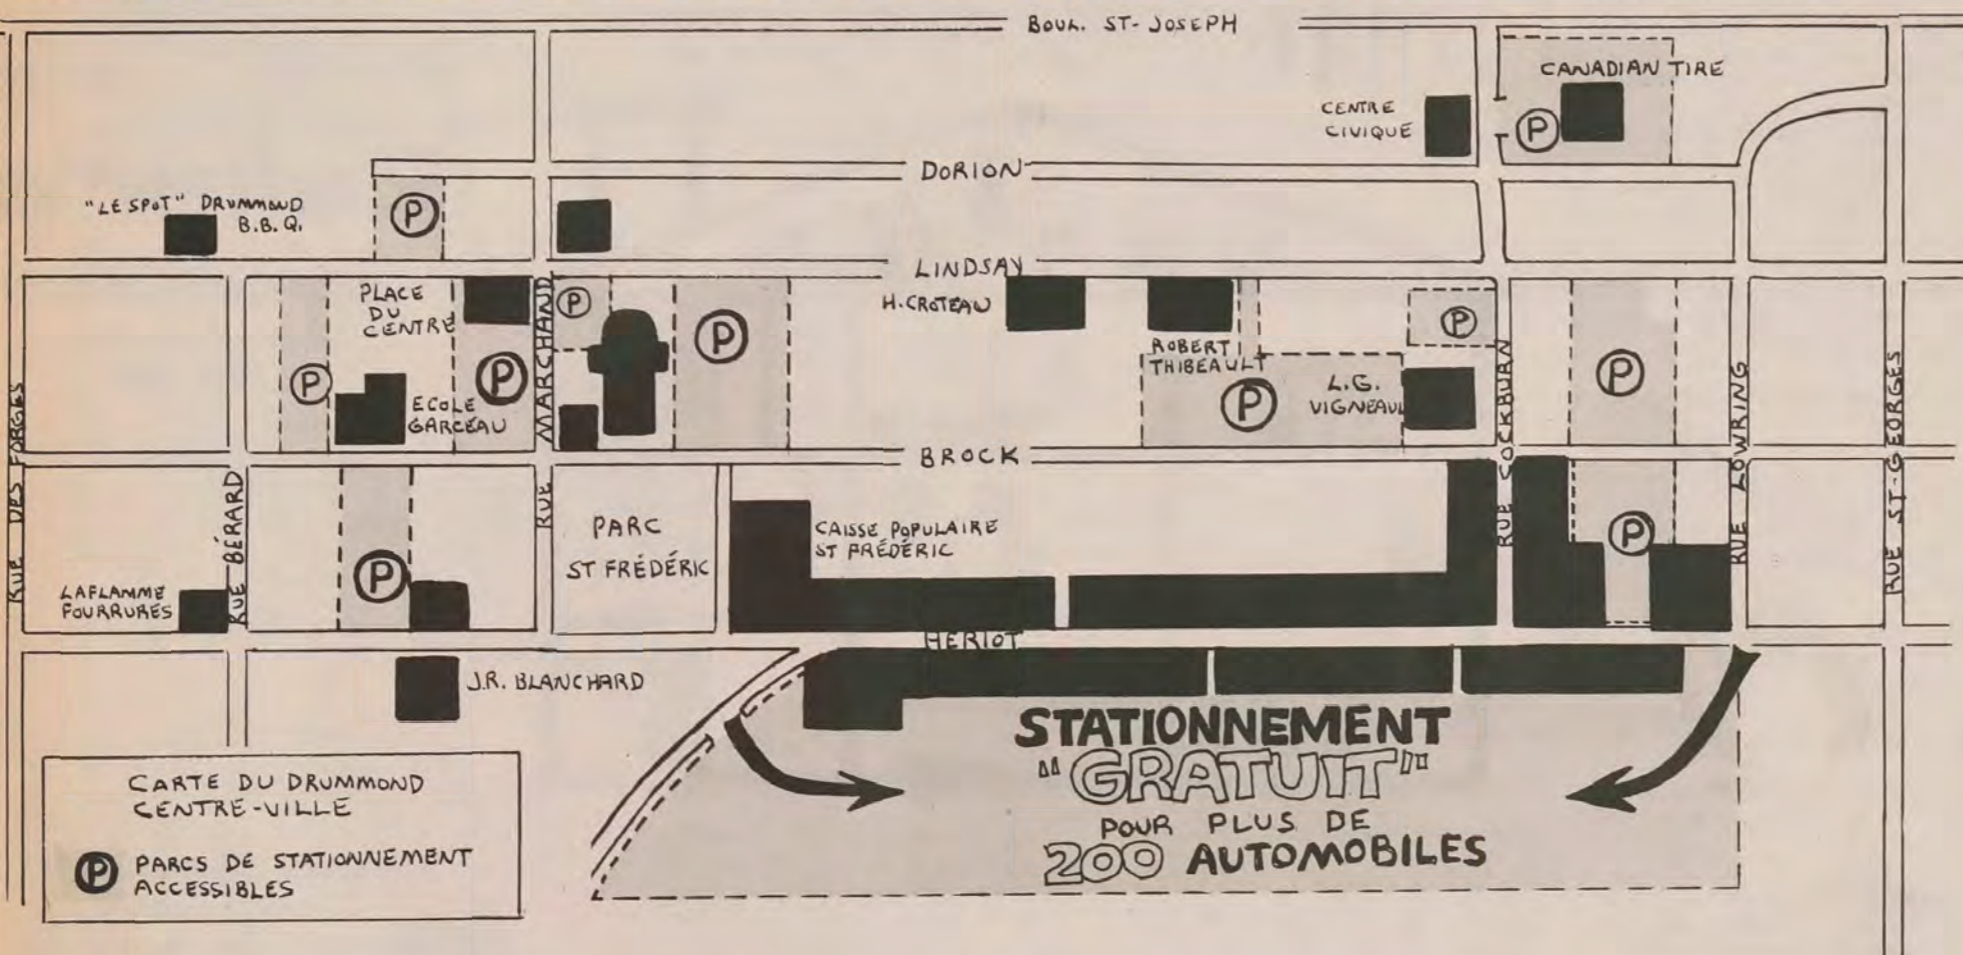 BOUL. ST-JOSEPH
CANADIAN TIRE
CENTRE
CIVIQUE
P
DORION
"LE SPOT" DRUMMOND
B.B.Q.
P
LINDSAY
PLACE
DU
CENTRE
P
P
H. CROTEAU
ROBERT
THIBEAULT
P
P
P
ECOLE
GARCEAU
P
RUE MARCHAND
P
L.G.
VIGNEAUL
P
RUE COCKBURN
RUE LOWRING
RUE ST-GEORGES
RUE DES FORGES
RUE BÉRARD
BROCK
PARC
ST FRÉDÉRIC
CAISSE POPULAIRE
ST FRÉDÉRIC
P
P
LAFLAMME
FOURRURES
HERIOT
J.R. BLANCHARD
STATIONNEMENT
"GRATUIT"
POUR PLUS DE
200 AUTOMOBILES
CARTE DU DRUMMOND
CENTRE-VILLE
P PARCS DE STATIONNEMENT
ACCESSIBLES